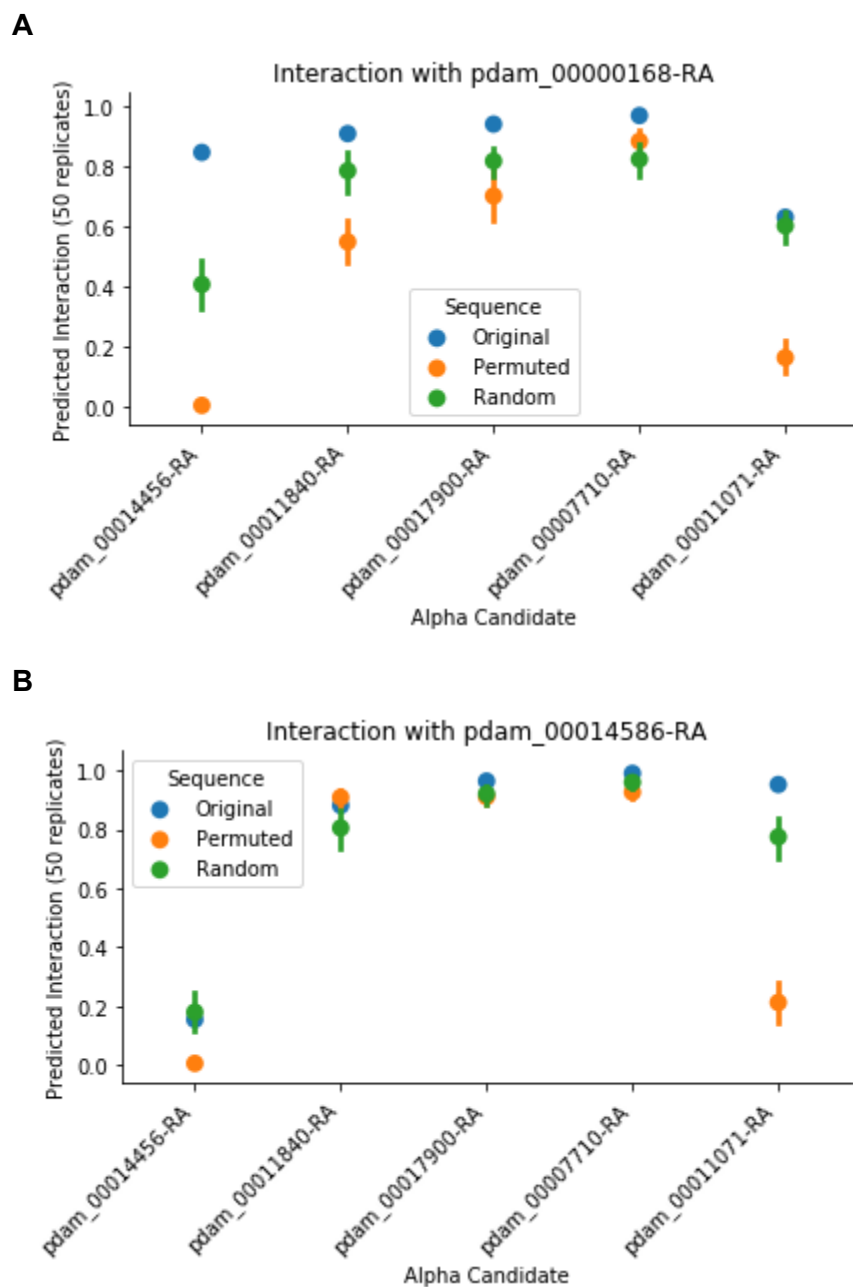 A
Interaction with pdam_00000168-RA
Predicted Interaction (50 replicates)
1.0
0.8
0.6
0.4
0.2
0.0
Sequence
Original
Permuted
Random
pdam_00014456-RA
pdam_00011840-RA
pdam_00017900-RA
pdam_00007710-RA
pdam_00011071-RA
Alpha Candidate
B
Interaction with pdam_00014586-RA
Predicted Interaction (50 replicates)
1.0
0.8
0.6
0.4
0.2
0.0
Sequence
Original
Permuted
Random
pdam_00014456-RA
pdam_00011840-RA
pdam_00017900-RA
pdam_00007710-RA
pdam_00011071-RA
Alpha Candidate